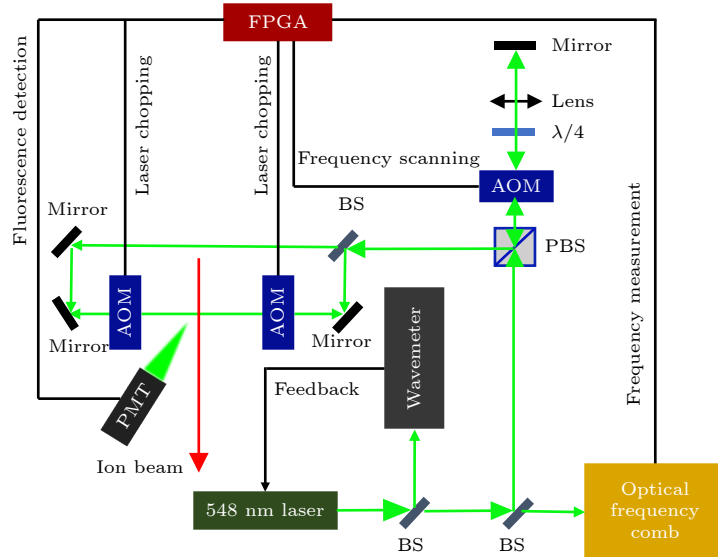 FPGA
Mirror
Lens
λ/4
AOM
Frequency scanning
PBS
BS
Fluorescence detection
Laser chopping
Laser chopping
Frequency measurement
Mirror
AOM
AOM
Mirror
Mirror
PMT
Feedback
Wavemeter
Ion beam
548 nm laser
BS
BS
Optical
frequency
comb